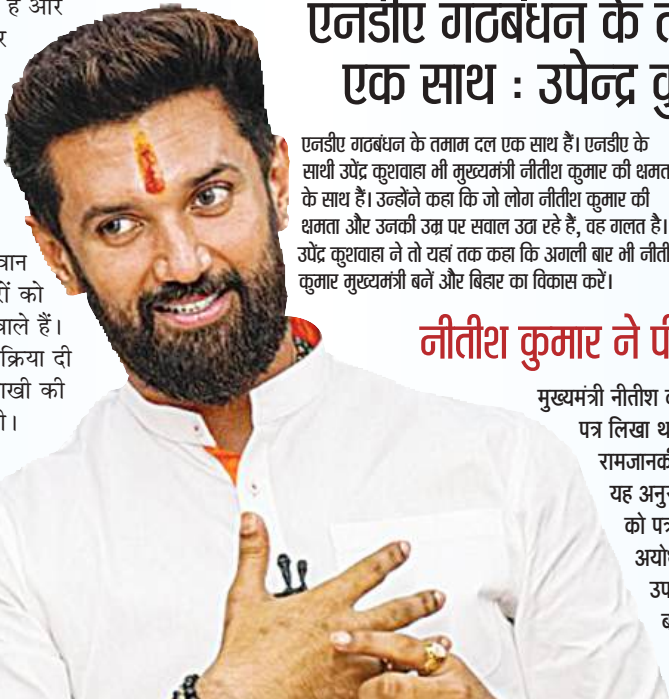 है और
र
वान
रों को
वाले हैं।
क्रिया दी
ाखी की
ी।
एनडीए गठबंधन के त
एक साथ : उपेन्द्र कु
एनडीए गठबंधन के तमाम दल एक साथ हैं। एनडीए के
साथी उपेंद्र कुशवाहा भी मुख्यमंत्री नीतीश कुमार की क्षमत
के साथ हैं। उन्होंने कहा कि जो लोग नीतीश कुमार की
क्षमता और उनकी उम्र पर सवाल उठा रहे हैं, वह गलत है।
उपेंद्र कुशवाहा ने तो यहां तक कहा कि अगली बार भी नीती
कुमार मुख्यमंत्री बनें और बिहार का विकास करें।
नीतीश कुमार ने पी
मुख्यमंत्री नीतीश
पत्र लिखा थ
रामजानकी
यह अनु
को पत्र
अयो
उप
ब